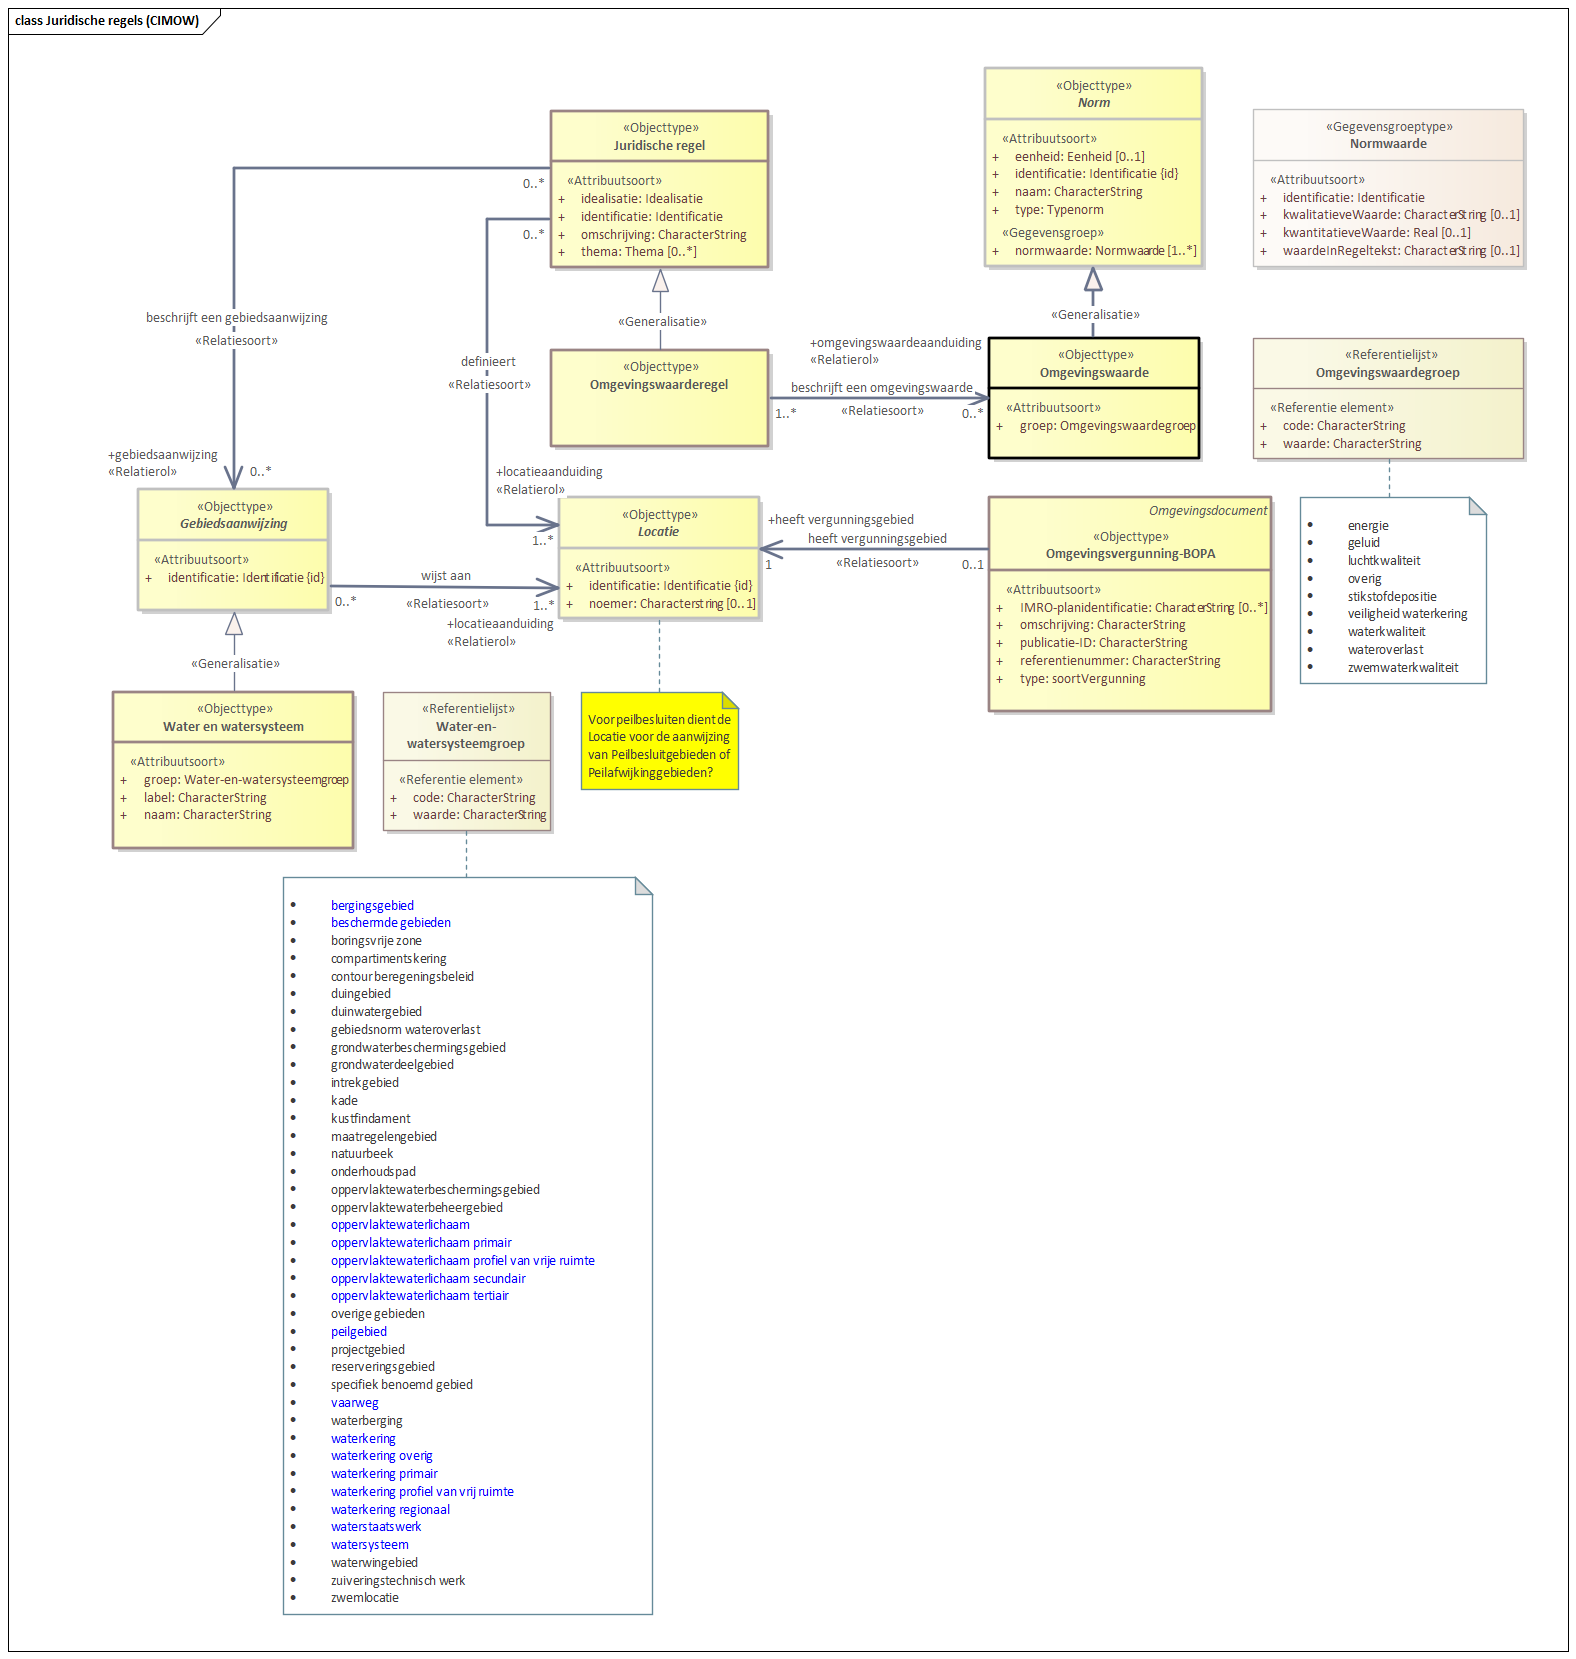 class Juridische regels (CIMOW)
«Objecttype»
Juridische regel
«Attribuutsoort»
+ idealisatie: Idealisatie
+ identificatie: Identificatie
+ omschrijving: CharacterString
+ thema: Thema [0..*]
«Objecttype»
Norm
«Attribuutsoort»
+ eenheid: Eenheid [0..1]
+ identificatie: Identificatie {id}
+ naam: CharacterString
+ type: Typenorm
«Gegevensgroep»
+ normwaarde: Normwaarde [1..*]
«Gegevensgroeptype»
Normwaarde
«Attribuutsoort»
+ identificatie: Identificatie
+ kwalitatieveWaarde: CharacterString [0..1]
+ kwantitatieveWaarde: Real [0..1]
+ waardeInRegeltekst: CharacterString [0..1]
0..*
0..*
beschrijft een gebiedsaanwijzing
«Relatiesoort»
+gebiedsaanwijzing
«Relatierol»
0..*
definieert
«Relatiesoort»
+locatieaanduiding
«Relatierol»
1..*
«Generalisatie»
«Generalisatie»
«Objecttype»
Omgevingswaarderegel
+omgevingswaardeaanduiding
«Relatierol»
beschrijft een omgevingswaarde
1..*
«Relatiesoort»
0..*
«Objecttype»
Omgevingswaarde
«Attribuutsoort»
+ groep: Omgevingswaardegroep
«Referentielijst»
Omgevingswaardegroep
«Referentie element»
+ code: CharacterString
+ waarde: CharacterString
• energie
• geluid
• luchtkwaliteit
• overig
• stikstofdepositie
• veiligheid waterkering
• waterkwaliteit
• wateroverlast
• zwemwaterkwaliteit
«Objecttype»
Gebiedsaanwijzing
«Attribuutsoort»
+ identificatie: Identificatie {id}
wijst aan
0..*
«Relatiesoort»
1..*
+locatieaanduiding
«Relatierol»
«Objecttype»
Locatie
«Attribuutsoort»
+ identificatie: Identificatie {id}
+ noemer: Characterstring [0..1]
+heeft vergunningsgebied
heeft vergunningsgebied
1
«Relatiesoort»
0..1
Omgevingsdocument
«Objecttype»
Omgevingsvergunning-BOPA
«Attribuutsoort»
+ IMRO-planidentificatie: CharacterString [0..*]
+ omschrijving: CharacterString
+ publicatie-ID: CharacterString
+ referentienummer: CharacterString
+ type: soortVergunning
«Generalisatie»
«Objecttype»
Water en watersysteem
«Attribuutsoort»
+ groep: Water-en-watersysteemgroep
+ label: CharacterString
+ naam: CharacterString
«Referentielijst»
Water-en-
watersysteemgroep
«Referentie element»
+ code: CharacterString
+ waarde: CharacterString
Voor peilbesluiten dient de
Locatie voor de aanwijzing
van Peilbesluitgebieden of
Peilafwijkinggebieden?
• bergingsgebied
• beschermde gebieden
• boringsvrije zone
• compartimentskering
• contour beregeningsbeleid
• duingebied
• duinwatergebied
• gebiedsnorm wateroverlast
• grondwaterbeschermingsgebied
• grondwaterdeelgebied
• intrekgebied
• kade
• kustfindament
• maatregelengebied
• natuurbeek
• onderhoudspad
• oppervlaktewaterbeschermingsgebied
• oppervlaktewaterbeheergebied
• oppervlaktewaterlichaam
• oppervlaktewaterlichaam primair
• oppervlaktewaterlichaam profiel van vrije ruimte
• oppervlaktewaterlichaam secundair
• oppervlaktewaterlichaam tertiair
• overige gebieden
• peilgebied
• projectgebied
• reserveringsgebied
• specifiek benoemd gebied
• vaarweg
• waterberging
• waterkering
• waterkering overig
• waterkering primair
• waterkering profiel van vrij ruimte
• waterkering regionaal
• waterstaatswerk
• watersysteem
• waterwingebied
• zuiveringstechnisch werk
• zwemlocatie